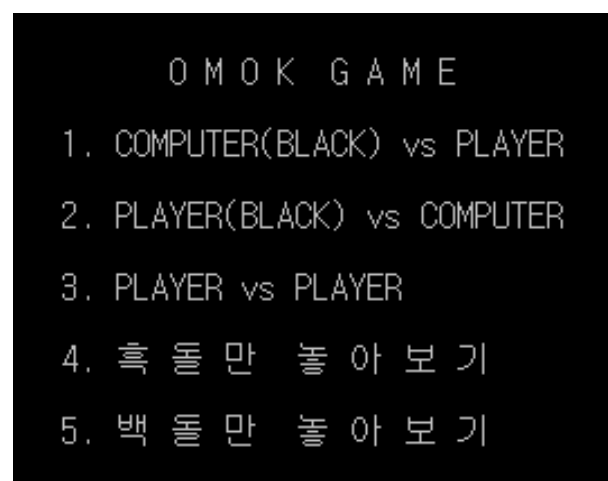 O M O K  G A M E
1. COMPUTER(BLACK) vs PLAYER
2. PLAYER(BLACK) vs COMPUTER
3. PLAYER vs PLAYER
4. 흑 돌 만  놓 아 보 기
5. 백 돌 만  놓 아 보 기